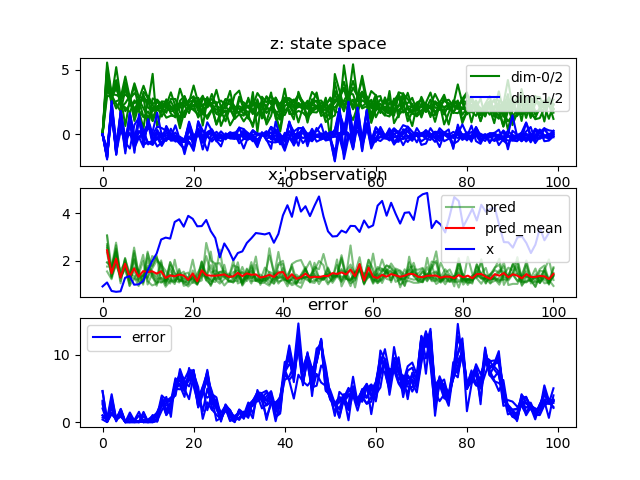 z: state space
5
0
dim-0/2
dim-1/2
0 20 40 60 80 100
x: observation
4
2
pred
pred_mean
x
0 20 40 60 80 100
error
10
0
error
0 20 40 60 80 100